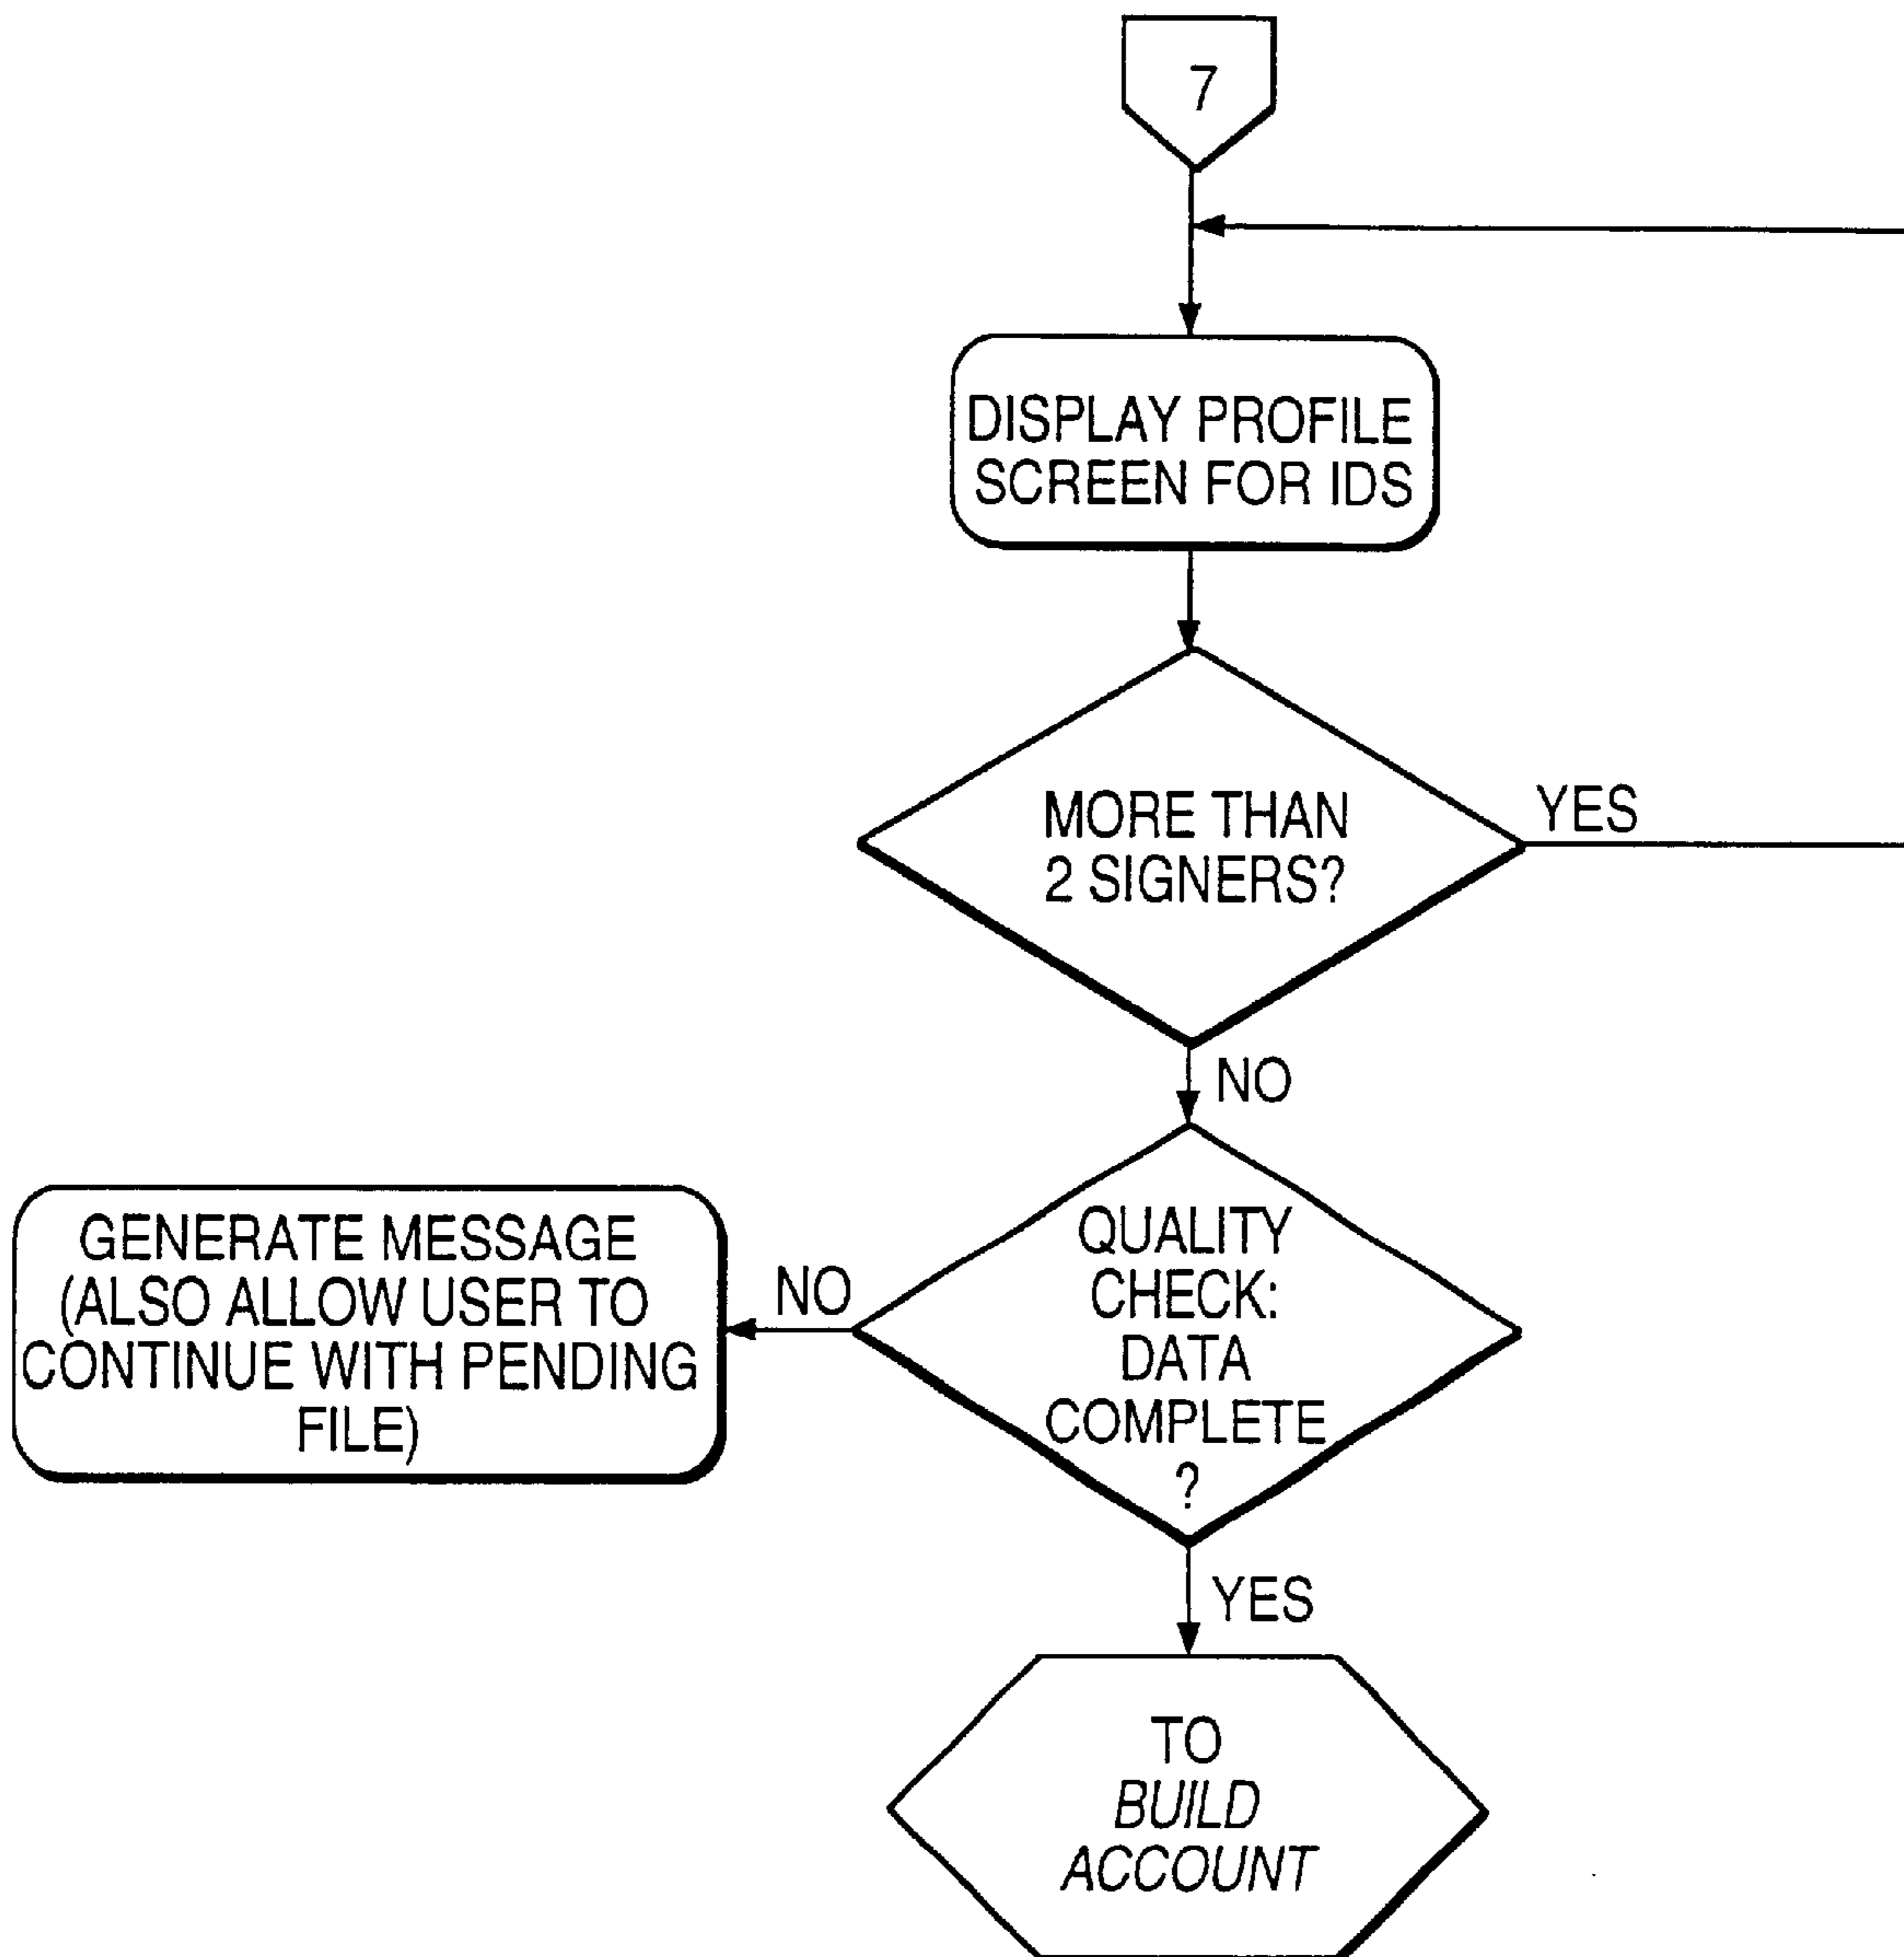 7
DISPLAY PROFILE
SCREEN FOR IDS
MORE THAN
2 SIGNERS?
YES
NO
QUALITY
CHECK:
DATA
COMPLETE
?
NO
GENERATE MESSAGE
(ALSO ALLOW USER TO
CONTINUE WITH PENDING
FILE)
YES
TO
BUILD
ACCOUNT